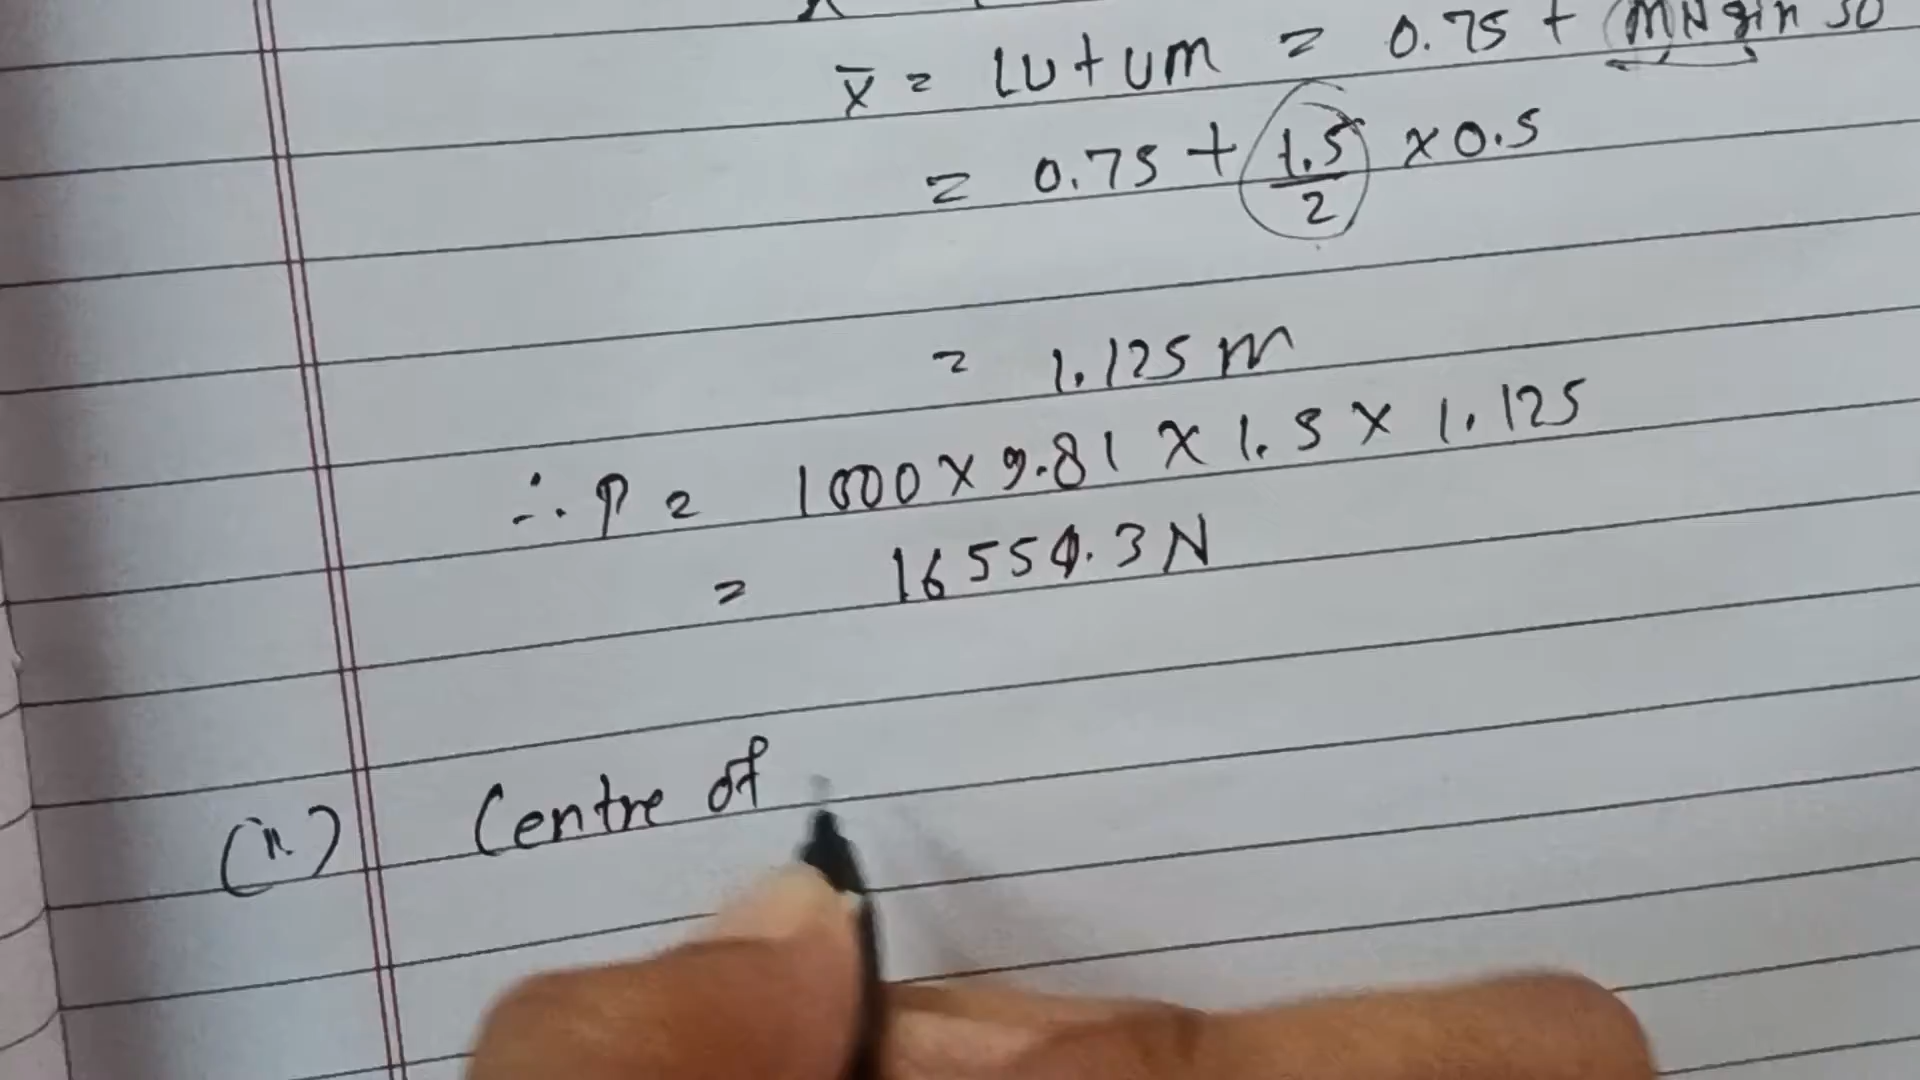 x̄ = LU + UM = 0.75 + MN sin 30
= 0.75 + 1.5/2 × 0.5
= 1.125 m
∴ P = 1000 × 9.81 × 1.5 × 1.125
= 16554.3 N
(ii) Centre of